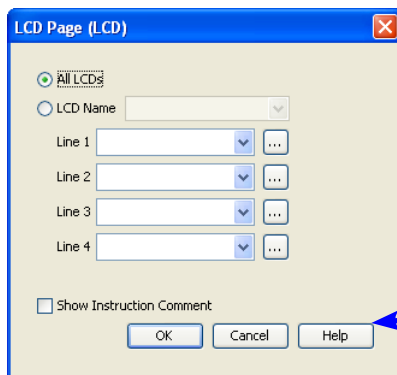 LCD Page (LCD)
All LCDs
LCD Name
Line 1 ...
Line 2 ...
Line 3 ...
Line 4 ...
Show Instruction Comment
OK Cancel Help